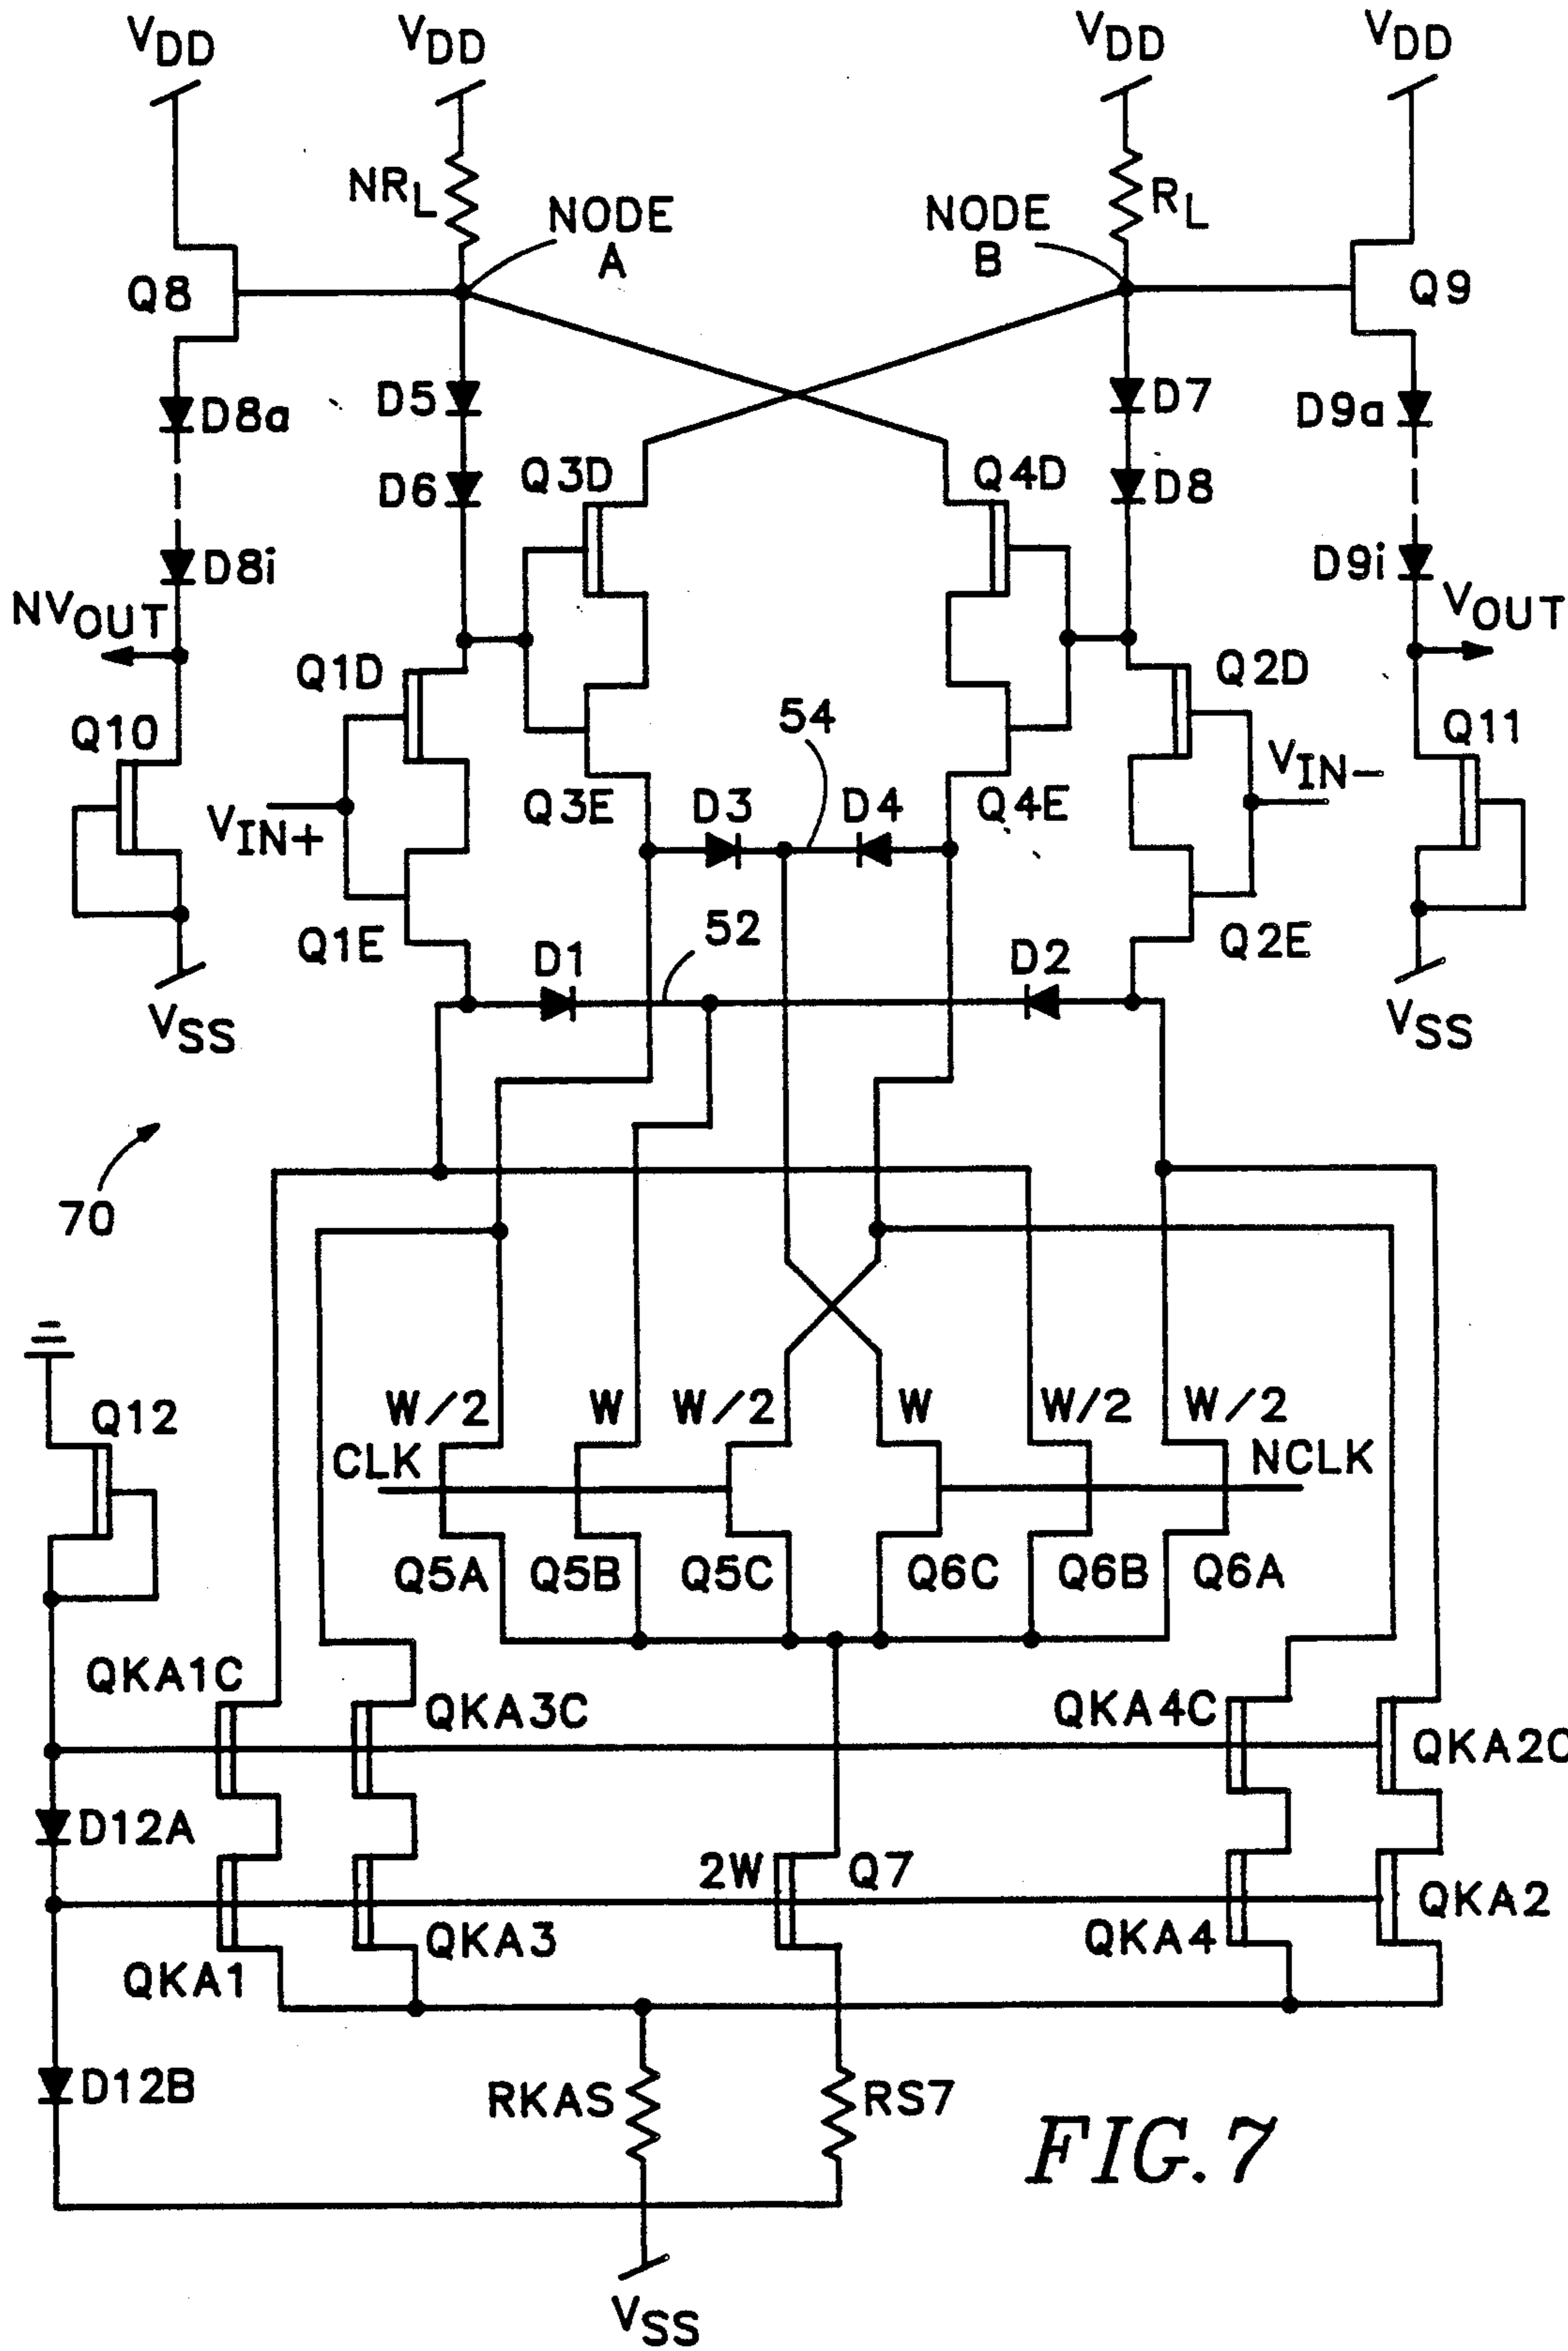 VDD VDD VDD VDD
NRL NODE A NODE B RL
Q8 Q9
D8a D5 D7 D9a
D6 Q3D Q4D D8
D8i D9i
NVOUT VOUT
Q1D Q2D
Q10 54 Q11
VIN+ Q3E D3 D4 Q4E VIN-
Q1E 52 Q2E
D1 D2
VSS VSS
70
Q12 W/2 W W/2 W W/2 W/2
CLK NCLK
Q5A Q5B Q5C Q6C Q6B Q6A
QKA1C QKA3C QKA4C QKA2C
D12A
2W Q7
QKA1 QKA3 QKA4 QKA2
D12B RKAS RS7
FIG.7
VSS